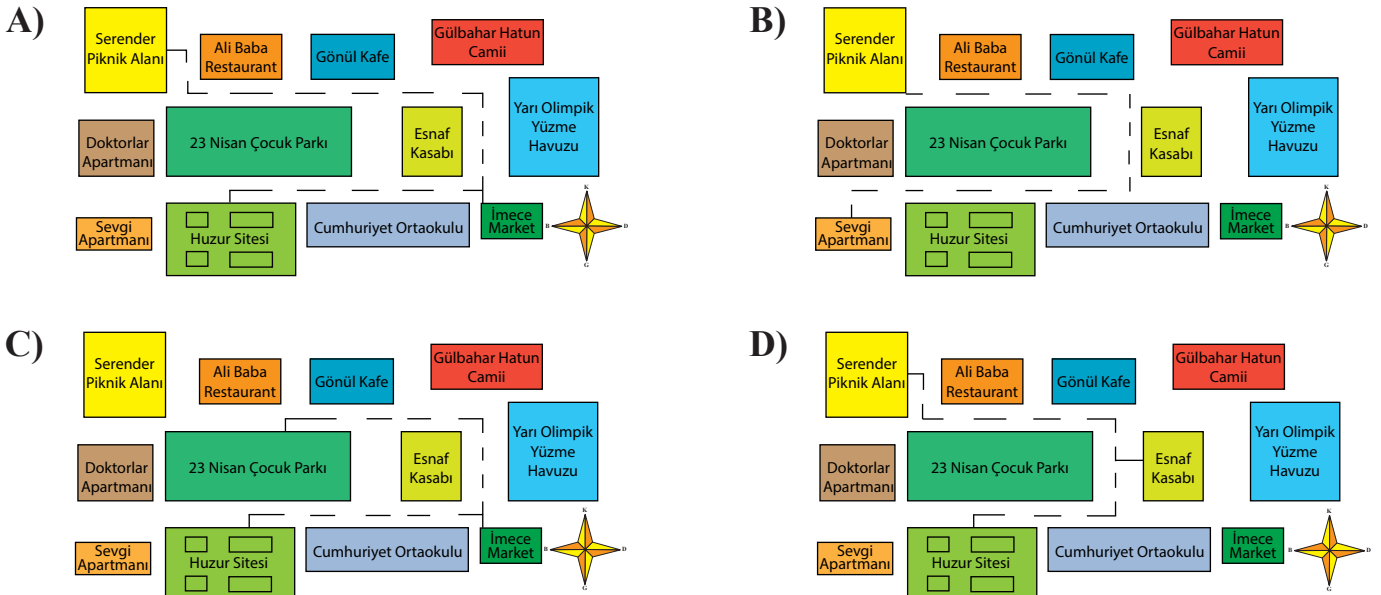 A)
Serender
Piknik Alanı
Ali Baba
Restaurant
Gönül Kafe
Gülbahar Hatun
Camii
Doktorlar
Apartmanı
23 Nisan Çocuk Parkı
Esnaf
Kasabı
Yarı Olimpik
Yüzme
Havuzu
Sevgi
Apartmanı
Huzur Sitesi
Cumhuriyet Ortaokulu
İmece
Market
K
B
D
G
B)
Serender
Piknik Alanı
Ali Baba
Restaurant
Gönül Kafe
Gülbahar Hatun
Camii
Doktorlar
Apartmanı
23 Nisan Çocuk Parkı
Esnaf
Kasabı
Yarı Olimpik
Yüzme
Havuzu
Sevgi
Apartmanı
Huzur Sitesi
Cumhuriyet Ortaokulu
İmece
Market
K
B
D
G
C)
Serender
Piknik Alanı
Ali Baba
Restaurant
Gönül Kafe
Gülbahar Hatun
Camii
Doktorlar
Apartmanı
23 Nisan Çocuk Parkı
Esnaf
Kasabı
Yarı Olimpik
Yüzme
Havuzu
Sevgi
Apartmanı
Huzur Sitesi
Cumhuriyet Ortaokulu
İmece
Market
K
B
D
G
D)
Serender
Piknik Alanı
Ali Baba
Restaurant
Gönül Kafe
Gülbahar Hatun
Camii
Doktorlar
Apartmanı
23 Nisan Çocuk Parkı
Esnaf
Kasabı
Yarı Olimpik
Yüzme
Havuzu
Sevgi
Apartmanı
Huzur Sitesi
Cumhuriyet Ortaokulu
İmece
Market
K
B
D
G